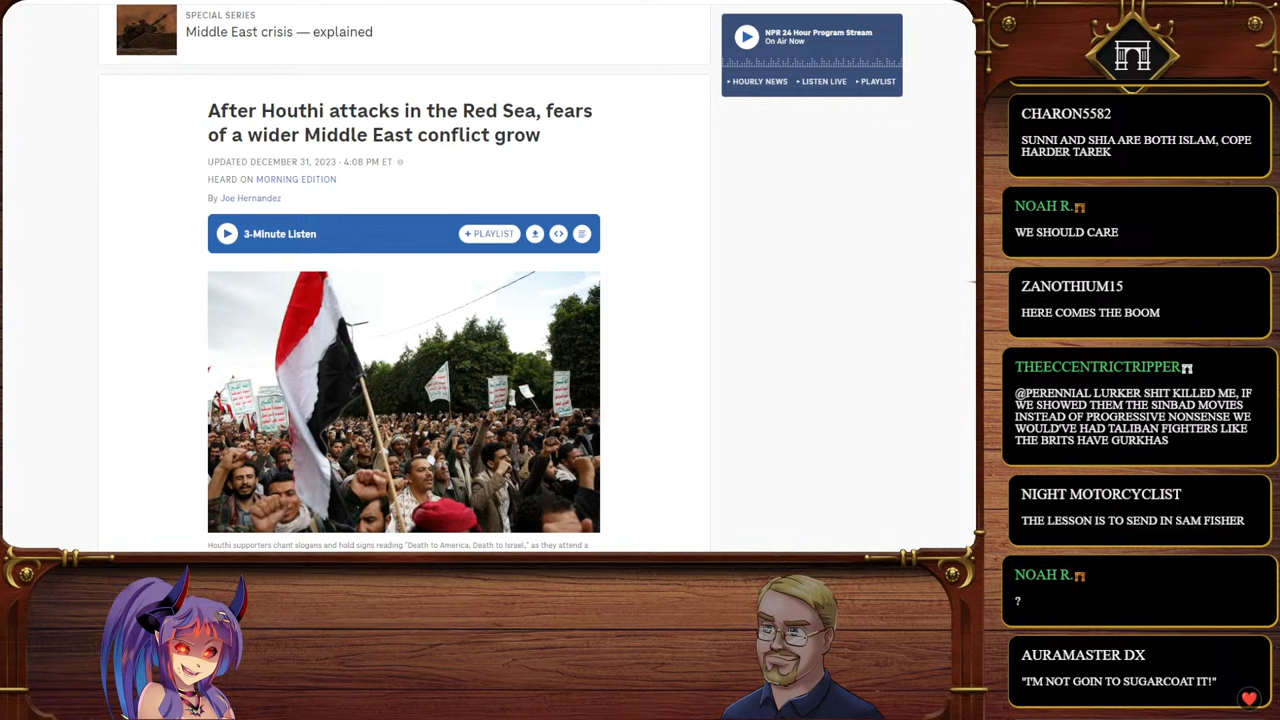 SPECIAL SERIES
Middle East crisis — explained
NPR 24 Hour Program Stream
On Air Now
HOURLY NEWS
LISTEN LIVE
PLAYLIST
After Houthi attacks in the Red Sea, fears
of a wider Middle East conflict grow
UPDATED DECEMBER 31, 2023 · 4:08 PM ET
HEARD ON MORNING EDITION
By Joe Hernandez
3-Minute Listen
+ PLAYLIST
Houthi supporters chant slogans and hold signs reading "Death to America, Death to Israel," as they attend a
CHARON5582
SUNNI AND SHIA ARE BOTH ISLAM, COPE
HARDER TAREK
NOAH R.
WE SHOULD CARE
ZANOTHIUM15
HERE COMES THE BOOM
THEECCENTRICTRIPPER
@PERENNIAL LURKER SHIT KILLED ME, IF
WE SHOWED THEM THE SINBAD MOVIES
INSTEAD OF PROGRESSIVE NONSENSE WE
WOULD'VE HAD TALIBAN FIGHTERS LIKE
THE BRITS HAVE GURKHAS
NIGHT MOTORCYCLIST
THE LESSON IS TO SEND IN SAM FISHER
NOAH R.
?
AURAMASTER DX
"I'M NOT GOIN TO SUGARCOAT IT!"